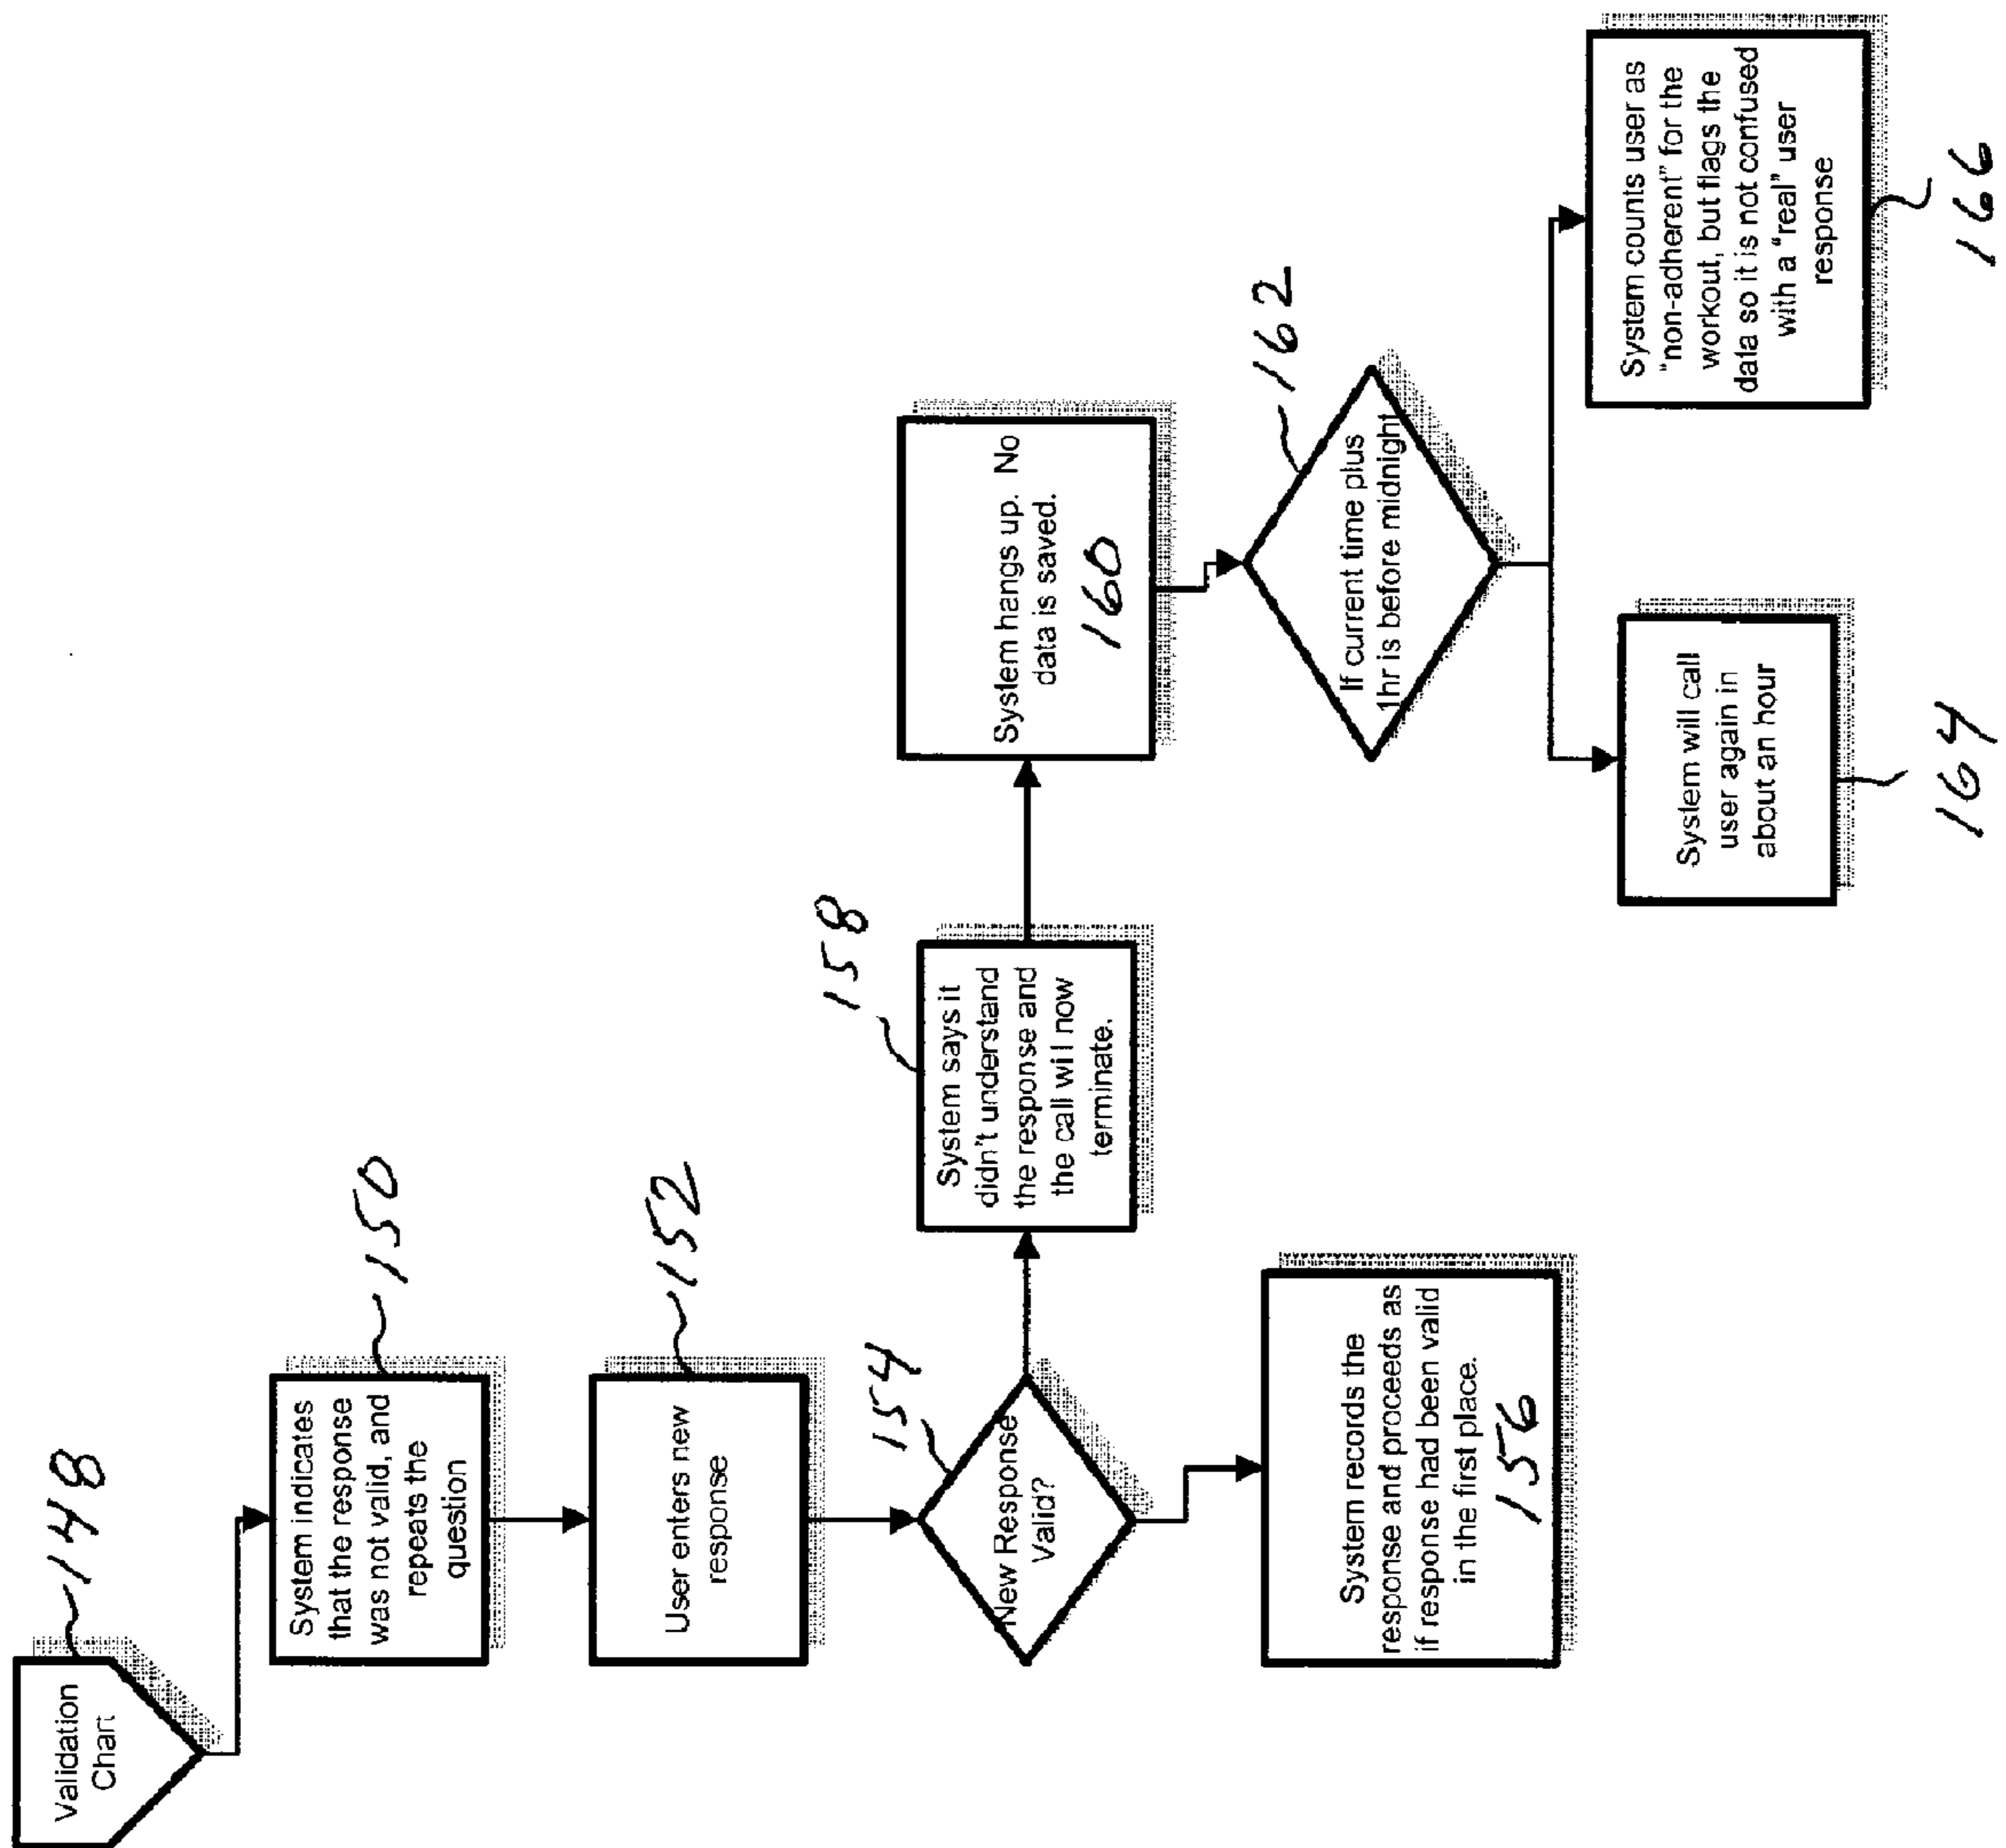 Validation
Chart
148
System indicates
that the response
was not valid, and
repeats the
question
150
User enters new
response
152
New Response
Valid?
154
System records the
response and proceeds as
if response had been valid
in the first place.
156
System says it
didn't understand
the response and
the call will now
terminate.
158
System hangs up. No
data is saved.
160
If current time plus
1hr is before midnight
162
System will call
user again in
about an hour
164
System counts user as
"non-adherent" for the
workout, but flags the
data so it is not confused
with a "real" user
response
166